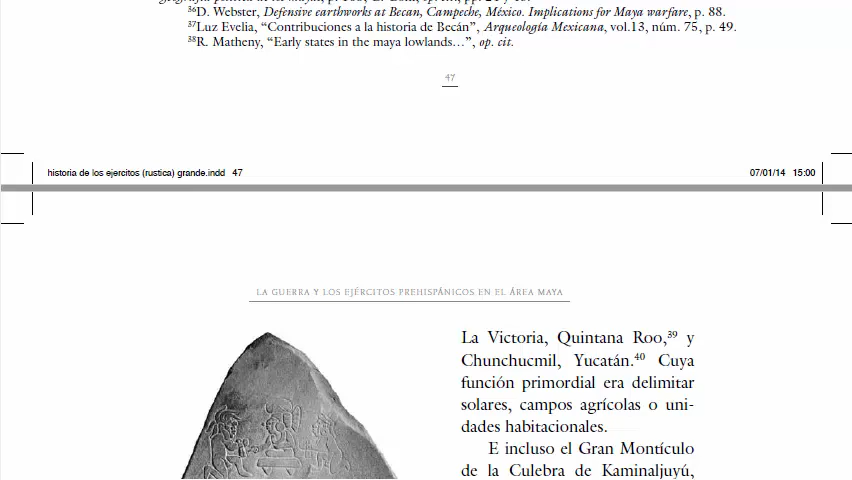 ³⁶D. Webster, Defensive earthworks at Becan, Campeche, México. Implications for Maya warfare, p. 88.
³⁷Luz Evelia, “Contribuciones a la historia de Becán”, Arqueología Mexicana, vol.13, núm. 75, p. 49.
³⁸R. Matheny, “Early states in the maya lowlands…”, op. cit.
47
historia de los ejercitos (rustica) grande.indd 47
07/01/14 15:00
LA GUERRA Y LOS EJÉRCITOS PREHISPÁNICOS EN EL ÁREA MAYA
La Victoria, Quintana Roo,³⁹ y
Chunchucmil, Yucatán.⁴⁰ Cuya
función primordial era delimitar
solares, campos agrícolas o uni-
dades habitacionales.
E incluso el Gran Montículo
de la Culebra de Kaminaljuyú,